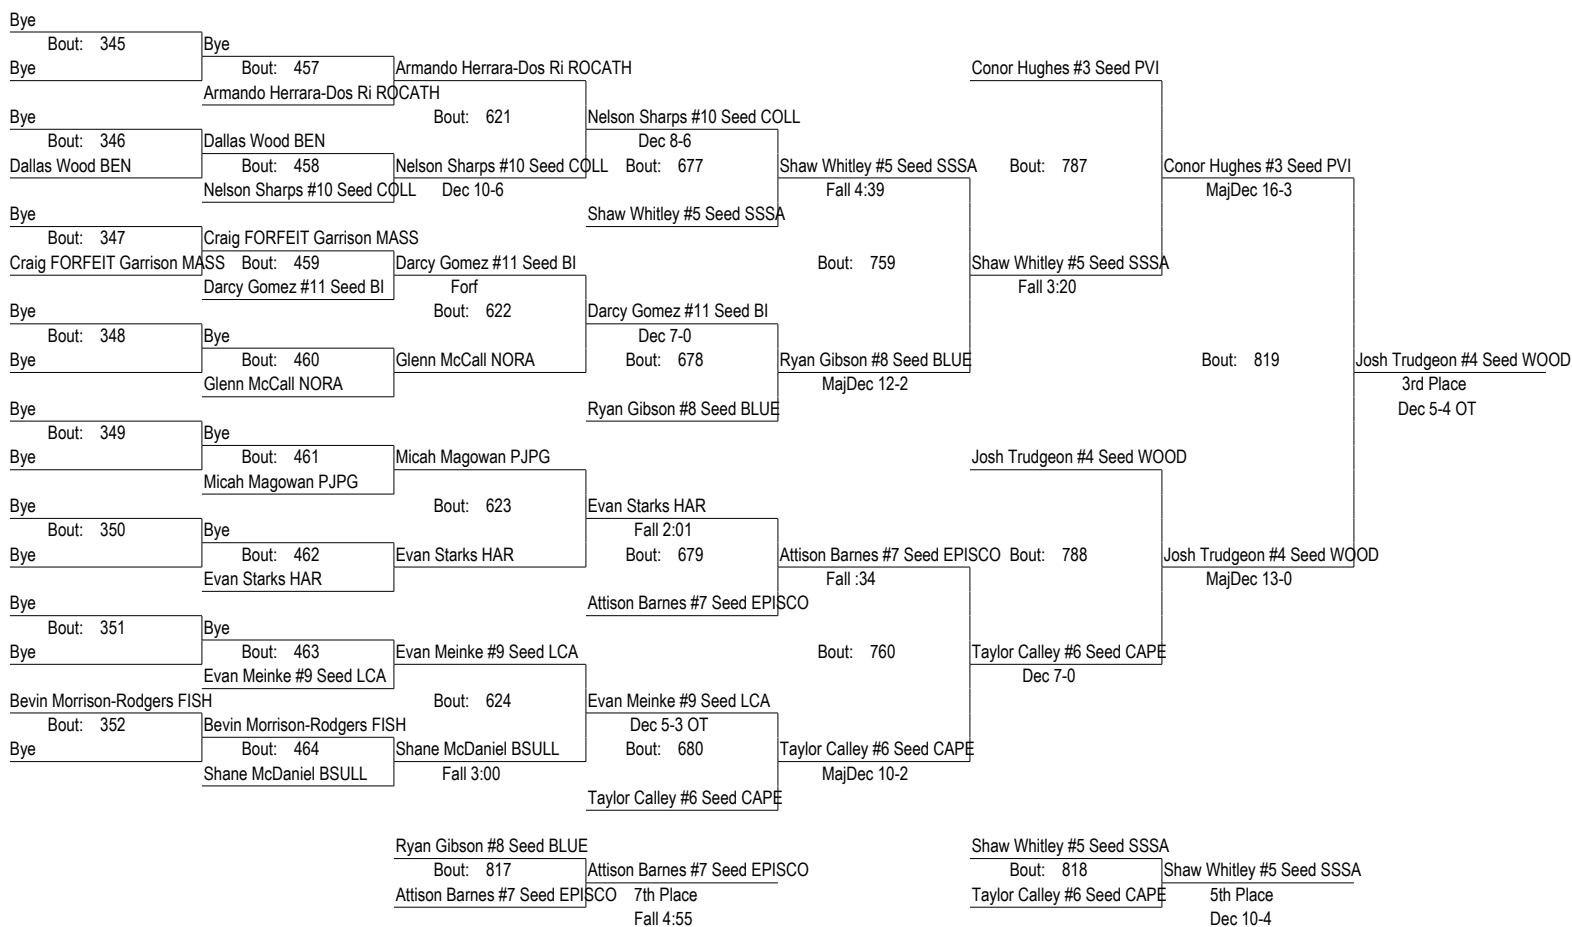 Bye
Bout: 345 Bye
Bye Bout: 457 Armando Herrara-Dos Ri ROCATH Conor Hughes #3 Seed PVI
Armando Herrara-Dos Ri ROCATH
Bye Bout: 621 Nelson Sharps #10 Seed COLL
Bout: 346 Dallas Wood BEN Dec 8-6
Dallas Wood BEN Bout: 458 Nelson Sharps #10 Seed COLL Bout: 677 Shaw Whitley #5 Seed SSSA Bout: 787 Conor Hughes #3 Seed PVI
Nelson Sharps #10 Seed COLL Dec 10-6 Fall 4:39 MajDec 16-3
Bye Shaw Whitley #5 Seed SSSA
Bout: 347 Craig FORFEIT Garrison MASS
Craig FORFEIT Garrison MASS Bout: 459 Darcy Gomez #11 Seed BI Bout: 759 Shaw Whitley #5 Seed SSSA
Darcy Gomez #11 Seed BI Forf Fall 3:20
Bye Bout: 622 Darcy Gomez #11 Seed BI
Bout: 348 Bye Dec 7-0
Bye Bout: 460 Glenn McCall NORA Bout: 678 Ryan Gibson #8 Seed BLUE Bout: 819 Josh Trudgeon #4 Seed WOOD
Glenn McCall NORA MajDec 12-2 3rd Place
Bye Ryan Gibson #8 Seed BLUE Dec 5-4 OT
Bout: 349 Bye
Bye Bout: 461 Micah Magowan PJPG Josh Trudgeon #4 Seed WOOD
Micah Magowan PJPG
Bye Bout: 623 Evan Starks HAR
Bout: 350 Bye Fall 2:01
Bye Bout: 462 Evan Starks HAR Bout: 679 Attison Barnes #7 Seed EPISCO Bout: 788 Josh Trudgeon #4 Seed WOOD
Evan Starks HAR Fall :34 MajDec 13-0
Bye Attison Barnes #7 Seed EPISCO
Bout: 351 Bye
Bye Bout: 463 Evan Meinke #9 Seed LCA Bout: 760 Taylor Calley #6 Seed CAPE
Evan Meinke #9 Seed LCA Dec 7-0
Bevin Morrison-Rodgers FISH Bout: 624 Evan Meinke #9 Seed LCA
Bout: 352 Bevin Morrison-Rodgers FISH Dec 5-3 OT
Bye Bout: 464 Shane McDaniel BSULL Bout: 680 Taylor Calley #6 Seed CAPE
Shane McDaniel BSULL Fall 3:00 MajDec 10-2
Taylor Calley #6 Seed CAPE
Ryan Gibson #8 Seed BLUE Shaw Whitley #5 Seed SSSA
Bout: 817 Attison Barnes #7 Seed EPISCO Bout: 818 Shaw Whitley #5 Seed SSSA
Attison Barnes #7 Seed EPISCO 7th Place Taylor Calley #6 Seed CAPE 5th Place
Fall 4:55 Dec 10-4